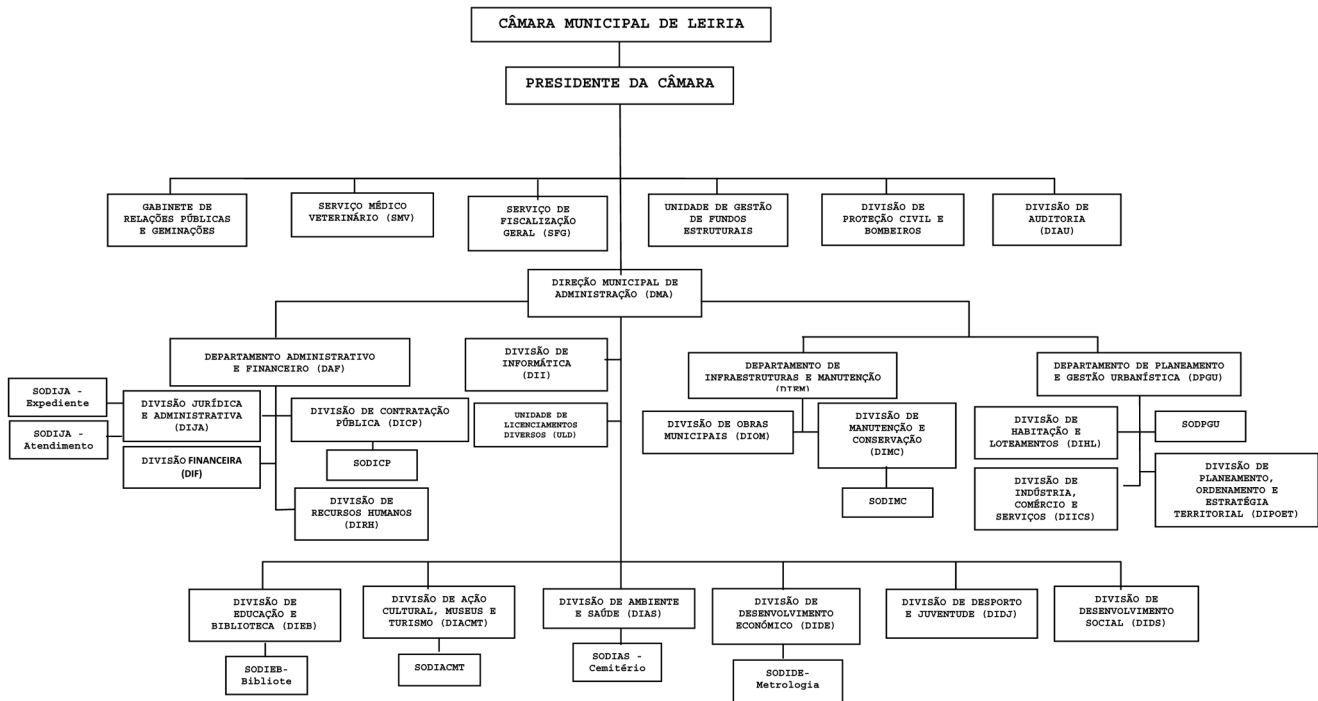 CÂMARA MUNICIPAL DE LEIRIA
PRESIDENTE DA CÂMARA
GABINETE DE
RELAÇÕES PÚBLICAS
E GEMINAÇÕES
SERVIÇO MÉDICO
VETERINÁRIO (SMV)
SERVIÇO DE
FISCALIZAÇÃO
GERAL (SFG)
UNIDADE DE GESTÃO
DE FUNDOS
ESTRUTURAIS
DIVISÃO DE
PROTEÇÃO CIVIL E
BOMBEIROS
DIVISÃO DE
AUDITORIA
(DIAU)
DIREÇÃO MUNICIPAL DE
ADMINISTRAÇÃO (DMA)
DEPARTAMENTO ADMINISTRATIVO
E FINANCEIRO (DAF)
DIVISÃO DE
INFORMÁTICA
(DII)
DEPARTAMENTO DE
INFRAESTRUTURAS E MANUTENÇÃO
DEPARTAMENTO DE PLANEAMENTO
E GESTÃO URBANÍSTICA (DPGU)
SODIJA -
Expediente
DIVISÃO JURÍDICA
E ADMINISTRATIVA
(DIJA)
DIVISÃO DE CONTRATAÇÃO
PÚBLICA (DICP)
UNIDADE DE
LICENCIAMENTOS
DIVERSOS (ULD)
DIVISÃO DE OBRAS
MUNICIPAIS (DIOM)
DIVISÃO DE
MANUTENÇÃO E
CONSERVAÇÃO
(DIMC)
DIVISÃO DE
HABITAÇÃO E
LOTEAMENTOS (DIHL)
SODPGU
SODIJA -
Atendimento
DIVISÃO FINANCEIRA
(DIF)
SODICP
DIVISÃO DE
RECURSOS HUMANOS
(DIRH)
SODIMC
DIVISÃO DE
INDÚSTRIA,
COMÉRCIO E
SERVIÇOS (DIICS)
DIVISÃO DE
PLANEAMENTO,
ORDENAMENTO E
ESTRATÉGIA
TERRITORIAL (DIPOET)
DIVISÃO DE
EDUCAÇÃO E
BIBLIOTECA (DIEB)
DIVISÃO DE AÇÃO
CULTURAL, MUSEUS E
TURISMO (DIACMT)
DIVISÃO DE AMBIENTE
E SAÚDE (DIAS)
DIVISÃO DE
DESENVOLVIMENTO
ECONÓMICO (DIDE)
DIVISÃO DE DESPORTO
E JUVENTUDE (DIDJ)
DIVISÃO DE
DESENVOLVIMENTO
SOCIAL (DIDS)
SODIEB-
Bibliote
SODIACMT
SODIAS -
Cemitério
SODIDE-
Metrologia